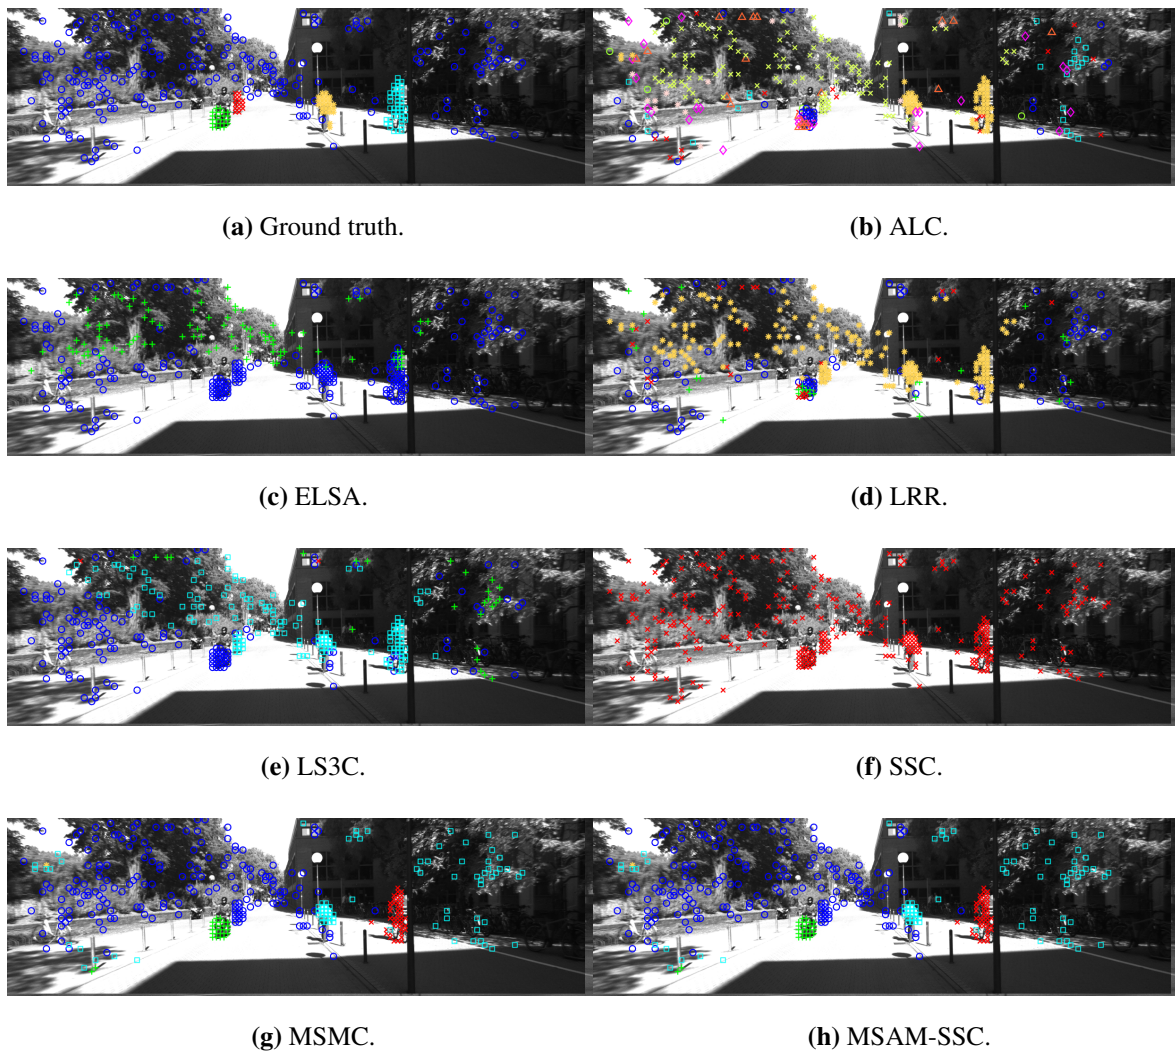 (a) Ground truth.
(b) ALC.
(c) ELSA.
(d) LRR.
(e) LS3C.
(f) SSC.
(g) MSMC.
(h) MSAM-SSC.